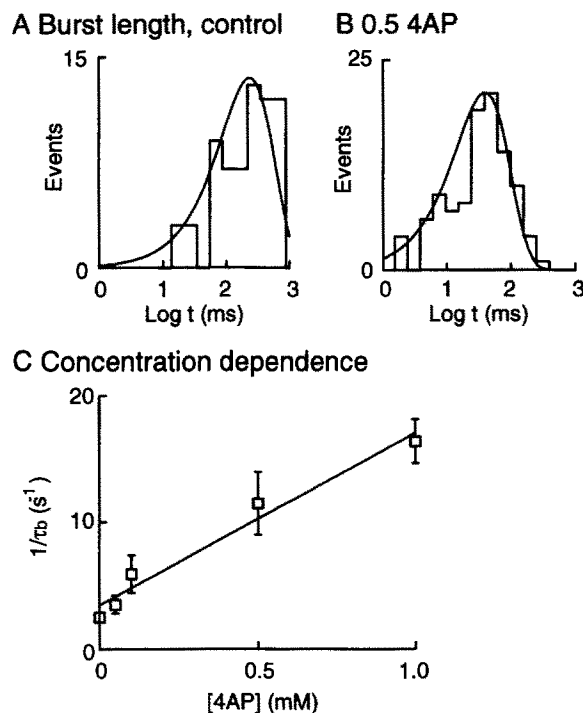 A Burst length, control
B 0.5 4AP
15
Events
0
0 1 2 3
Log t (ms)
25
Events
0
0 1 2 3
Log t (ms)
C Concentration dependence
20
1/τb (s⁻¹)
10
0
0 0.5 1.0
[4AP] (mM)